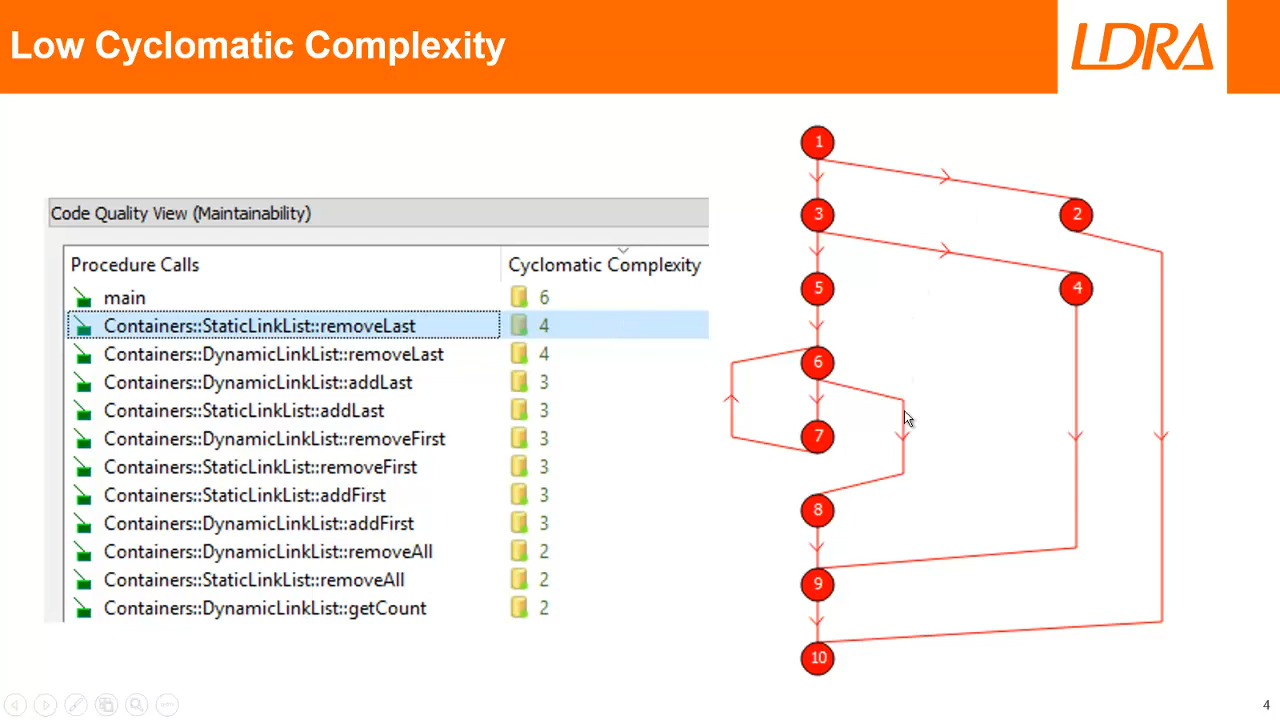 Low Cyclomatic Complexity
LDRA
Code Quality View (Maintainability)
Procedure Calls Cyclomatic Complexity
main 6
Containers::StaticLinkList::removeLast 4
Containers::DynamicLinkList::removeLast 4
Containers::DynamicLinkList::addLast 3
Containers::StaticLinkList::addLast 3
Containers::DynamicLinkList::removeFirst 3
Containers::StaticLinkList::removeFirst 3
Containers::StaticLinkList::addFirst 3
Containers::DynamicLinkList::addFirst 3
Containers::DynamicLinkList::removeAll 2
Containers::StaticLinkList::removeAll 2
Containers::DynamicLinkList::getCount 2
1
3 2
5 4
6
7
8
9
10
4